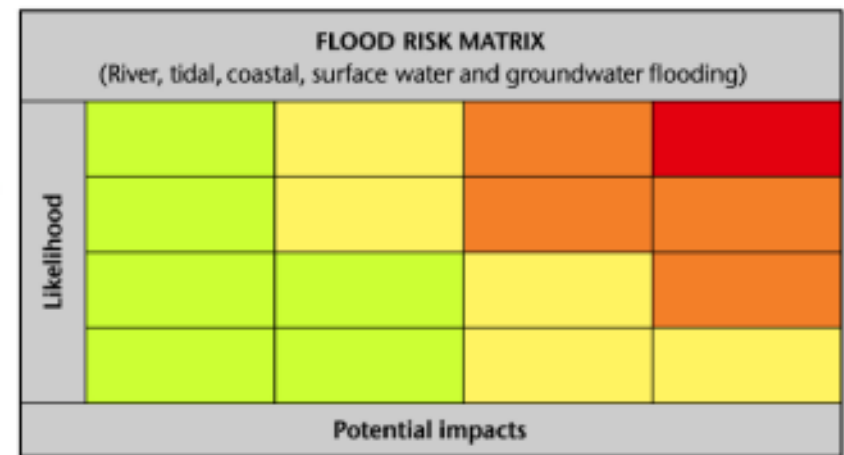 FLOOD RISK MATRIX
(River, tidal, coastal, surface water and groundwater flooding)
Likelihood
Potential impacts